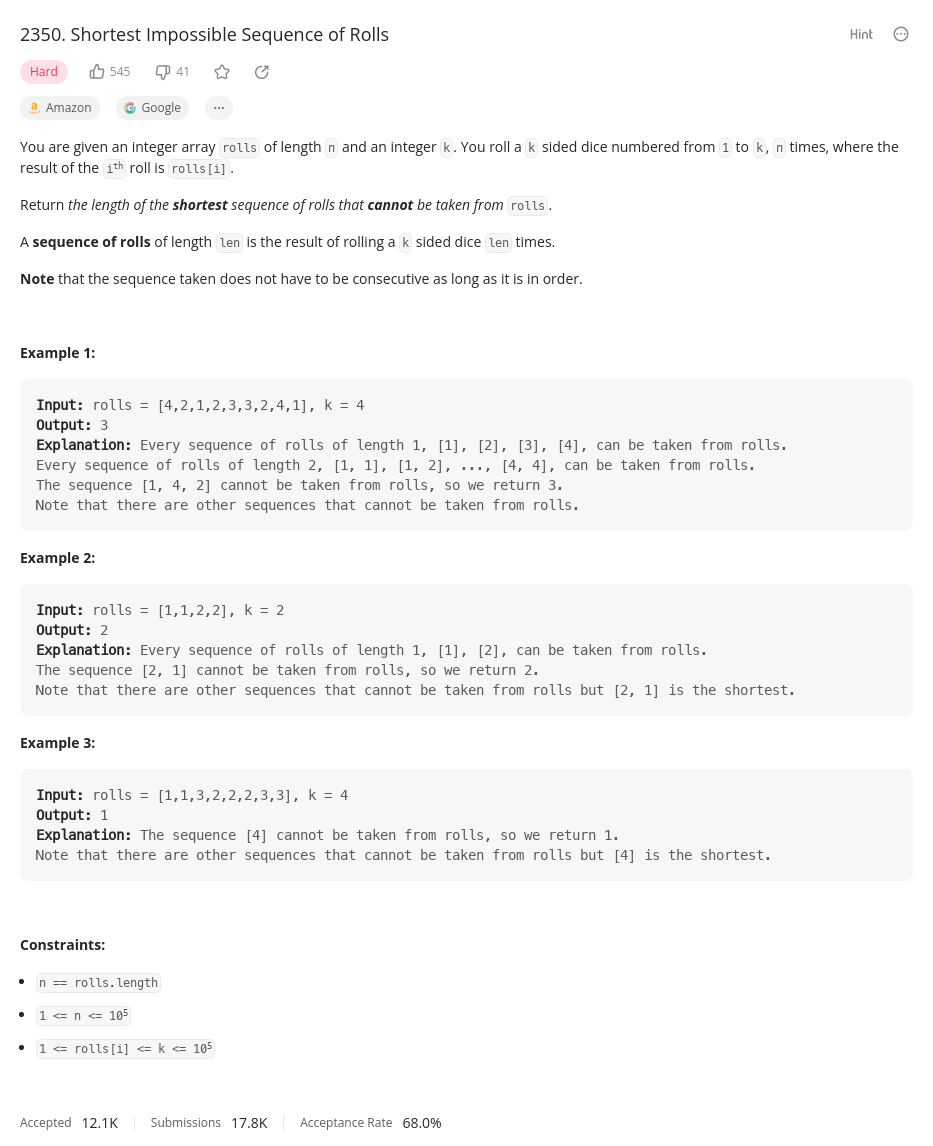 2350. Shortest Impossible Sequence of Rolls
Hint
Hard 545 41
Amazon Google ...
You are given an integer array rolls of length n and an integer k. You roll a k sided dice numbered from 1 to k, n times, where the
result of the iᵗʰ roll is rolls[i].
Return the length of the shortest sequence of rolls that cannot be taken from rolls.
A sequence of rolls of length len is the result of rolling a k sided dice len times.
Note that the sequence taken does not have to be consecutive as long as it is in order.
Example 1:
Input: rolls = [4,2,1,2,3,3,2,4,1], k = 4
Output: 3
Explanation: Every sequence of rolls of length 1, [1], [2], [3], [4], can be taken from rolls.
Every sequence of rolls of length 2, [1, 1], [1, 2], ..., [4, 4], can be taken from rolls.
The sequence [1, 4, 2] cannot be taken from rolls, so we return 3.
Note that there are other sequences that cannot be taken from rolls.
Example 2:
Input: rolls = [1,1,2,2], k = 2
Output: 2
Explanation: Every sequence of rolls of length 1, [1], [2], can be taken from rolls.
The sequence [2, 1] cannot be taken from rolls, so we return 2.
Note that there are other sequences that cannot be taken from rolls but [2, 1] is the shortest.
Example 3:
Input: rolls = [1,1,3,2,2,2,3,3], k = 4
Output: 1
Explanation: The sequence [4] cannot be taken from rolls, so we return 1.
Note that there are other sequences that cannot be taken from rolls but [4] is the shortest.
Constraints:
n == rolls.length
1 <= n <= 10⁵
1 <= rolls[i] <= k <= 10⁵
Accepted 12.1K Submissions 17.8K Acceptance Rate 68.0%